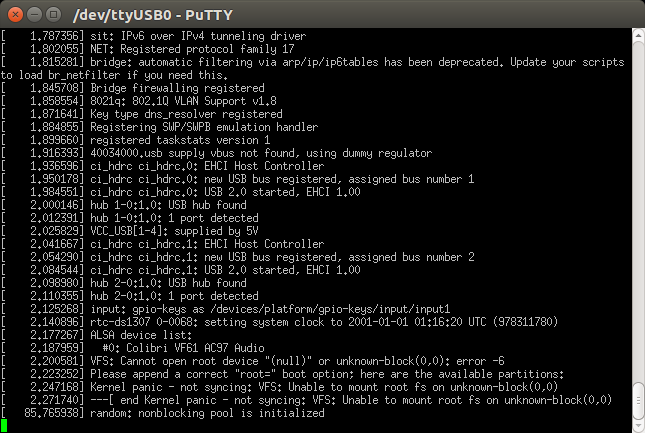 /dev/ttyUSB0 - PuTTY
[    1.787356] sit: IPv6 over IPv4 tunneling driver
[    1.802055] NET: Registered protocol family 17
[    1.815281] bridge: automatic filtering via arp/ip/ip6tables has been deprecated. Update your scripts
to load br_netfilter if you need this.
[    1.845708] Bridge firewalling registered
[    1.858554] 8021q: 802.1Q VLAN Support v1.8
[    1.871641] Key type dns_resolver registered
[    1.884855] Registering SWP/SWPB emulation handler
[    1.899660] registered taskstats version 1
[    1.916393] 40034000.usb supply vbus not found, using dummy regulator
[    1.936596] ci_hdrc ci_hdrc.0: EHCI Host Controller
[    1.950178] ci_hdrc ci_hdrc.0: new USB bus registered, assigned bus number 1
[    1.984551] ci_hdrc ci_hdrc.0: USB 2.0 started, EHCI 1.00
[    2.000146] hub 1-0:1.0: USB hub found
[    2.012391] hub 1-0:1.0: 1 port detected
[    2.025829] VCC_USB[1-4]: supplied by 5V
[    2.041667] ci_hdrc ci_hdrc.1: EHCI Host Controller
[    2.054290] ci_hdrc ci_hdrc.1: new USB bus registered, assigned bus number 2
[    2.084544] ci_hdrc ci_hdrc.1: USB 2.0 started, EHCI 1.00
[    2.098980] hub 2-0:1.0: USB hub found
[    2.110355] hub 2-0:1.0: 1 port detected
[    2.125268] input: gpio-keys as /devices/platform/gpio-keys/input/input1
[    2.140896] rtc-ds1307 0-0068: setting system clock to 2001-01-01 01:16:20 UTC (978311780)
[    2.177267] ALSA device list:
[    2.187959]   #0: Colibri VF61 AC97 Audio
[    2.200581] VFS: Cannot open root device "(null)" or unknown-block(0,0): error -6
[    2.223252] Please append a correct "root=" boot option; here are the available partitions:
[    2.247168] Kernel panic - not syncing: VFS: Unable to mount root fs on unknown-block(0,0)
[    2.271740] ---[ end Kernel panic - not syncing: VFS: Unable to mount root fs on unknown-block(0,0)
[   85.765938] random: nonblocking pool is initialized